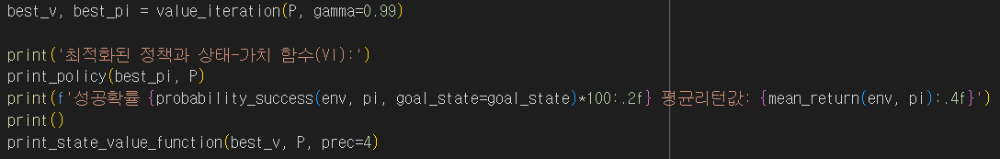 best_v, best_pi = value_iteration(P, gamma=0.99)
print('최적화된 정책과 상태-가치 함수(VI):')
print_policy(best_pi, P)
print(f'성공확률 {probability_success(env, pi, goal_state=goal_state)*100:.2f} 평균리턴값: {mean_return(env, pi):.4f}')
print()
print_state_value_function(best_v, P, prec=4)